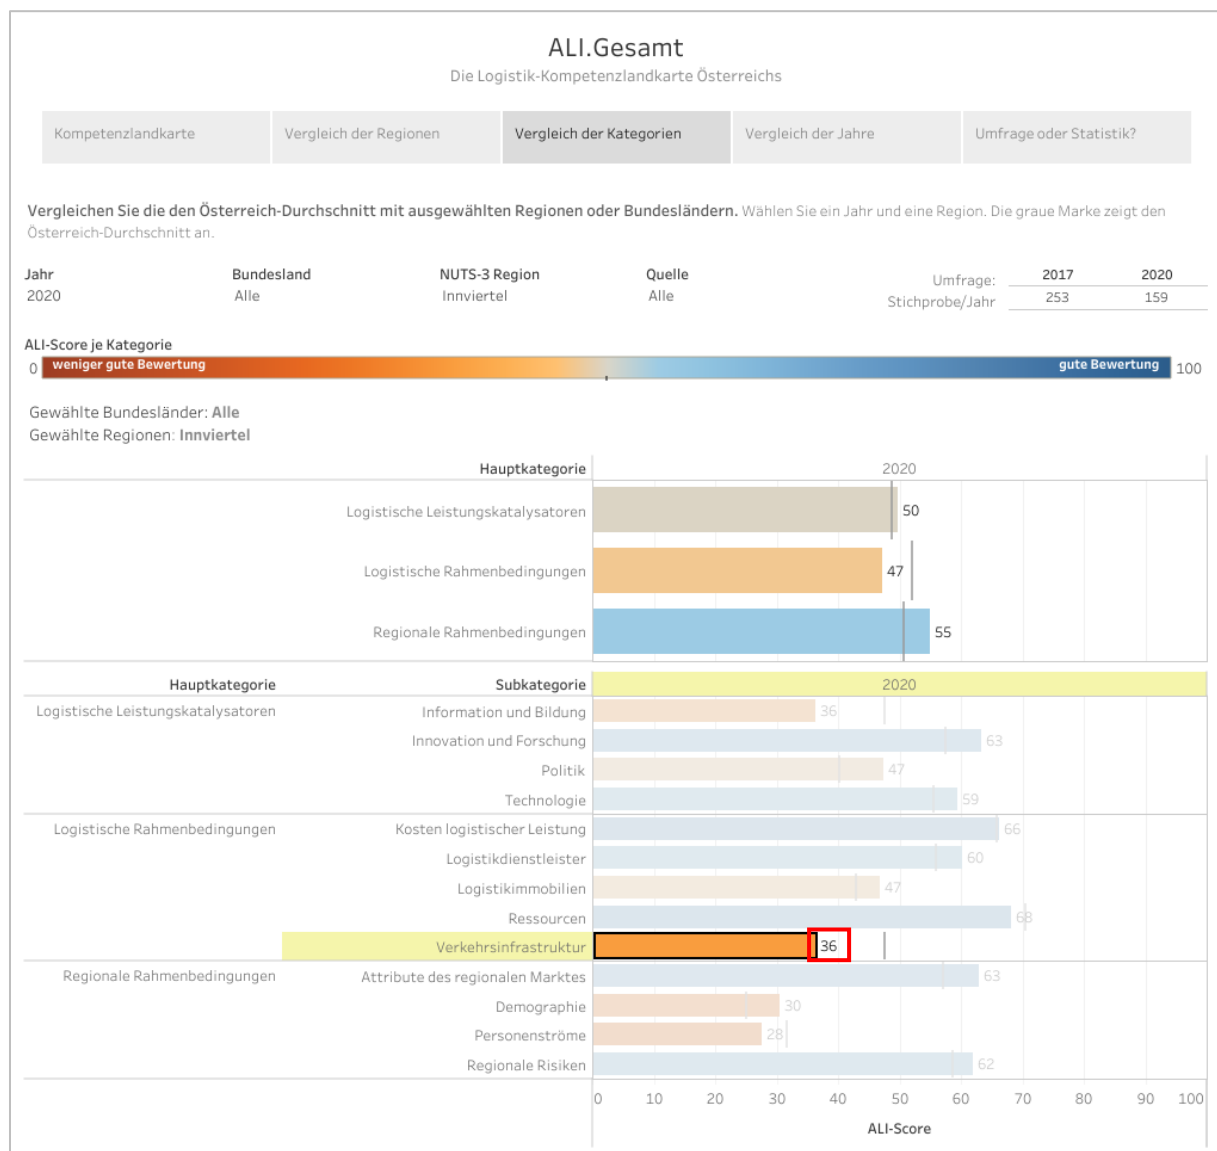 ALI.Gesamt
Die Logistik-Kompetenzlandkarte Österreichs
Kompetenzlandkarte Vergleich der Regionen Vergleich der Kategorien Vergleich der Jahre Umfrage oder Statistik?
Vergleichen Sie die den Österreich-Durchschnitt mit ausgewählten Regionen oder Bundesländern. Wählen Sie ein Jahr und eine Region. Die graue Marke zeigt den
Österreich-Durchschnitt an.
Jahr Bundesland NUTS-3 Region Quelle Umfrage: 2017 2020
2020 Alle Innviertel Alle Stichprobe/Jahr 253 159
ALI-Score je Kategorie
0 weniger gute Bewertung gute Bewertung 100
Gewählte Bundesländer: Alle
Gewählte Regionen: Innviertel
Hauptkategorie 2020
Logistische Leistungskatalysatoren 50
Logistische Rahmenbedingungen 47
Regionale Rahmenbedingungen 55
Hauptkategorie Subkategorie 2020
Logistische Leistungskatalysatoren Information und Bildung 36
Innovation und Forschung 63
Politik 47
Technologie 59
Logistische Rahmenbedingungen Kosten logistischer Leistung 66
Logistikdienstleister 60
Logistikimmobilien 47
Ressourcen 68
Verkehrsinfrastruktur 36
Regionale Rahmenbedingungen Attribute des regionalen Marktes 63
Demographie 30
Personenströme 28
Regionale Risiken 62
0 10 20 30 40 50 60 70 80 90 100
ALI-Score